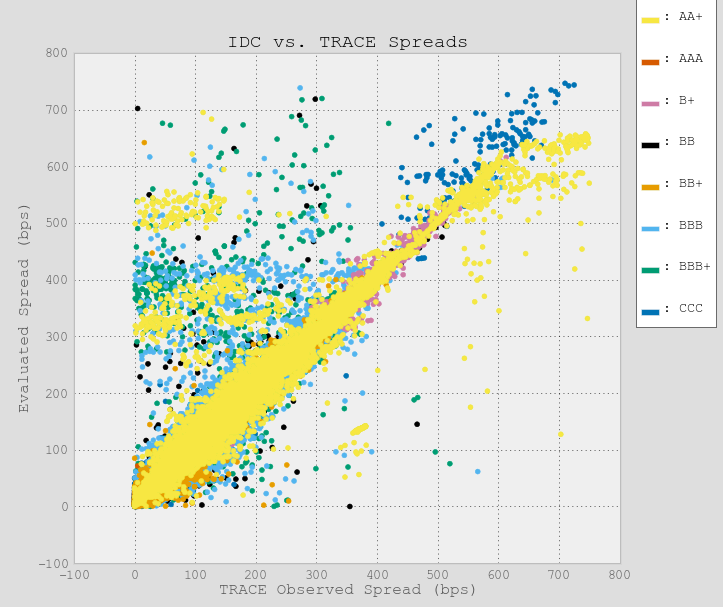 IDC vs. TRACE Spreads
: AA+
: AAA
: B+
: BB
: BB+
: BBB
: BBB+
: CCC
Evaluated Spread (bps)
800
700
600
500
400
300
200
100
0
−100
−100 0 100 200 300 400 500 600 700 800
TRACE Observed Spread (bps)